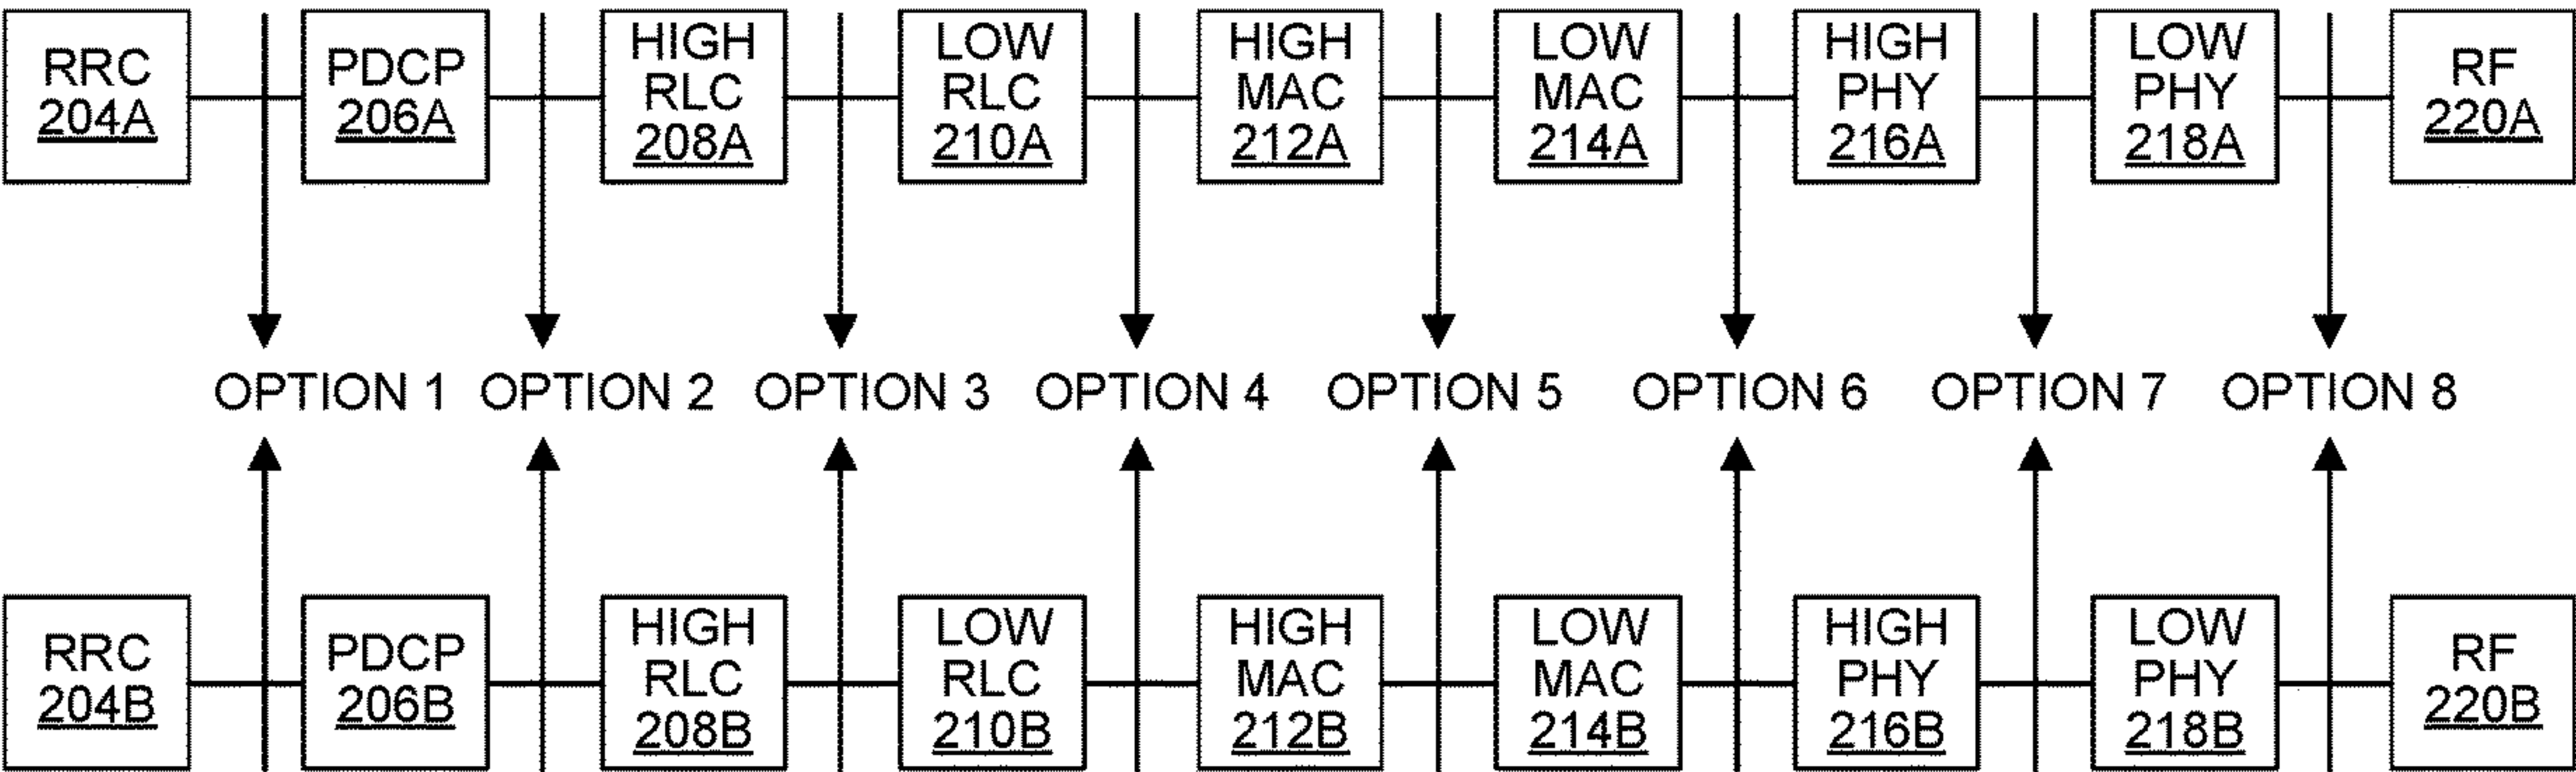 RRC
204A
PDCP
206A
HIGH
RLC
208A
LOW
RLC
210A
HIGH
MAC
212A
LOW
MAC
214A
HIGH
PHY
216A
LOW
PHY
218A
RF
220A
OPTION 1
OPTION 2
OPTION 3
OPTION 4
OPTION 5
OPTION 6
OPTION 7
OPTION 8
RRC
204B
PDCP
206B
HIGH
RLC
208B
LOW
RLC
210B
HIGH
MAC
212B
LOW
MAC
214B
HIGH
PHY
216B
LOW
PHY
218B
RF
220B